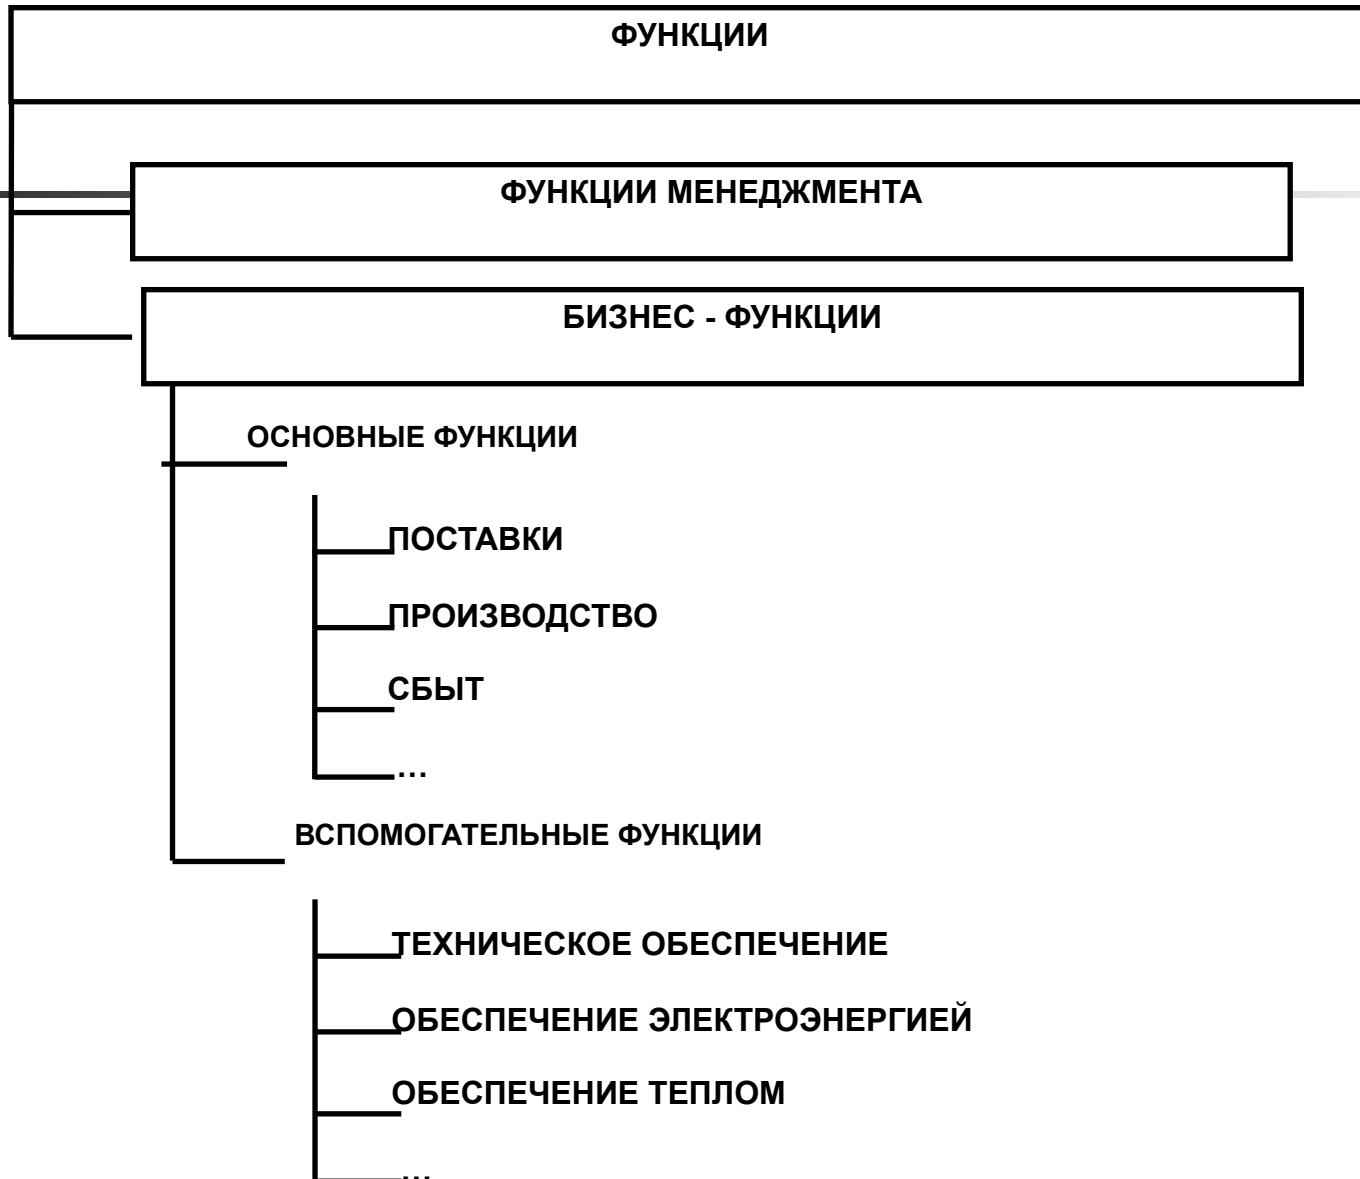 ФУНКЦИИ
ФУНКЦИИ МЕНЕДЖМЕНТА
БИЗНЕС - ФУНКЦИИ
ОСНОВНЫЕ ФУНКЦИИ
ПОСТАВКИ
ПРОИЗВОДСТВО
СБЫТ
...
ВСПОМОГАТЕЛЬНЫЕ ФУНКЦИИ
ТЕХНИЧЕСКОЕ ОБЕСПЕЧЕНИЕ
ОБЕСПЕЧЕНИЕ ЭЛЕКТРОЭНЕРГИЕЙ
ОБЕСПЕЧЕНИЕ ТЕПЛОМ
...